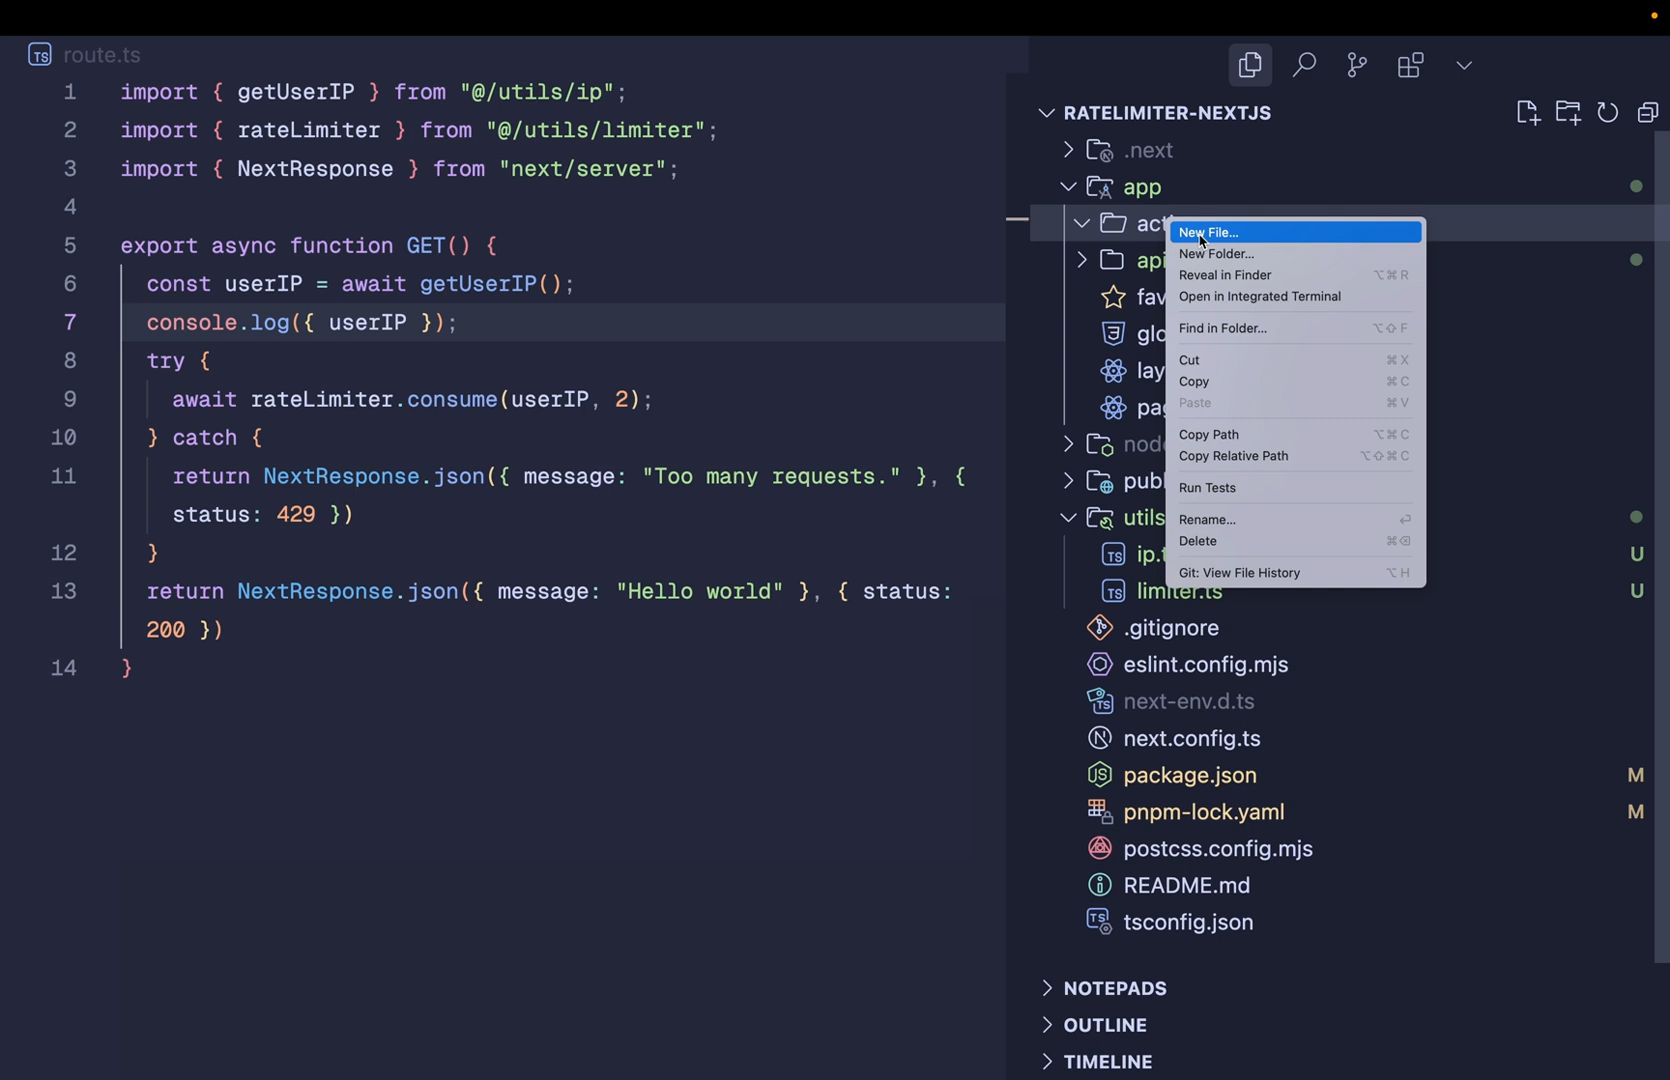 route.ts
1 import { getUserIP } from "@/utils/ip";
2 import { rateLimiter } from "@/utils/limiter";
3 import { NextResponse } from "next/server";
4
5 export async function GET() {
6 const userIP = await getUserIP();
7 console.log({ userIP });
8 try {
9 await rateLimiter.consume(userIP, 2);
10 } catch {
11 return NextResponse.json({ message: "Too many requests." }, {
status: 429 })
12 }
13 return NextResponse.json({ message: "Hello world" }, { status:
200 })
14 }
RATELIMITER-NEXTJS
.next
app
New File...
New Folder...
Reveal in Finder ⌥⌘R
Open in Integrated Terminal
Find in Folder... ⌥⇧F
Cut ⌘X
Copy ⌘C
Paste ⌘V
Copy Path ⌥⌘C
Copy Relative Path ⌥⇧⌘C
Run Tests
Rename... ⏎
Delete ⌘⌫
Git: View File History ⌥H
api
utils
U
limiter.ts U
.gitignore
eslint.config.mjs
next-env.d.ts
next.config.ts
package.json M
pnpm-lock.yaml M
postcss.config.mjs
README.md
tsconfig.json
NOTEPADS
OUTLINE
TIMELINE